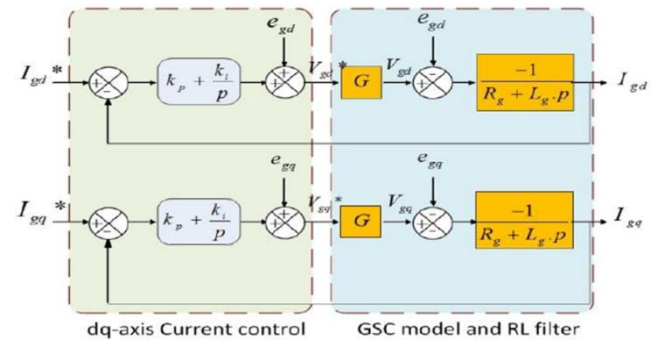 e_gd e_gd
I_gd* k_p + k_i/p V_gd* G V_gd -1/(R_g + L_g.p) I_gd
e_gq e_gq
I_gq* k_p + k_i/p V_gq* G V_gq -1/(R_g + L_g.p) I_gq
dq-axis Current control GSC model and RL filter